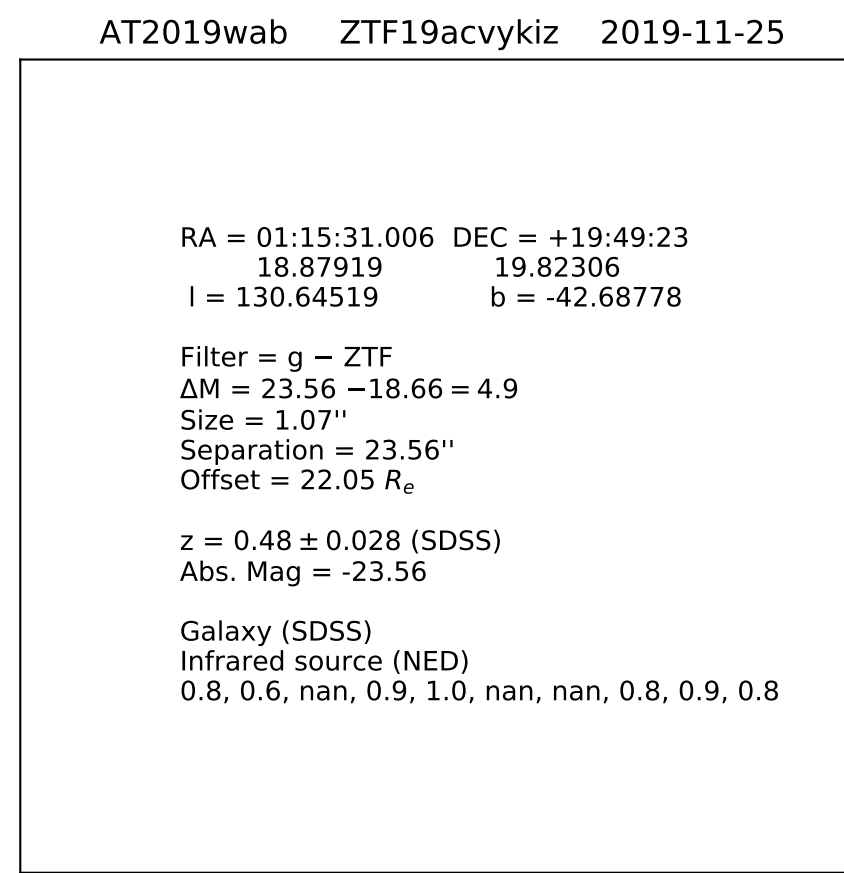 AT2019wab ZTF19acvykiz 2019-11-25
RA = 01:15:31.006 DEC = +19:49:23
18.87919 19.82306
l = 130.64519 b = -42.68778
Filter = g − ZTF
ΔM = 23.56 −18.66 = 4.9
Size = 1.07''
Separation = 23.56''
Offset = 22.05 Rₑ
z = 0.48 ± 0.028 (SDSS)
Abs. Mag = -23.56
Galaxy (SDSS)
Infrared source (NED)
0.8, 0.6, nan, 0.9, 1.0, nan, nan, 0.8, 0.9, 0.8